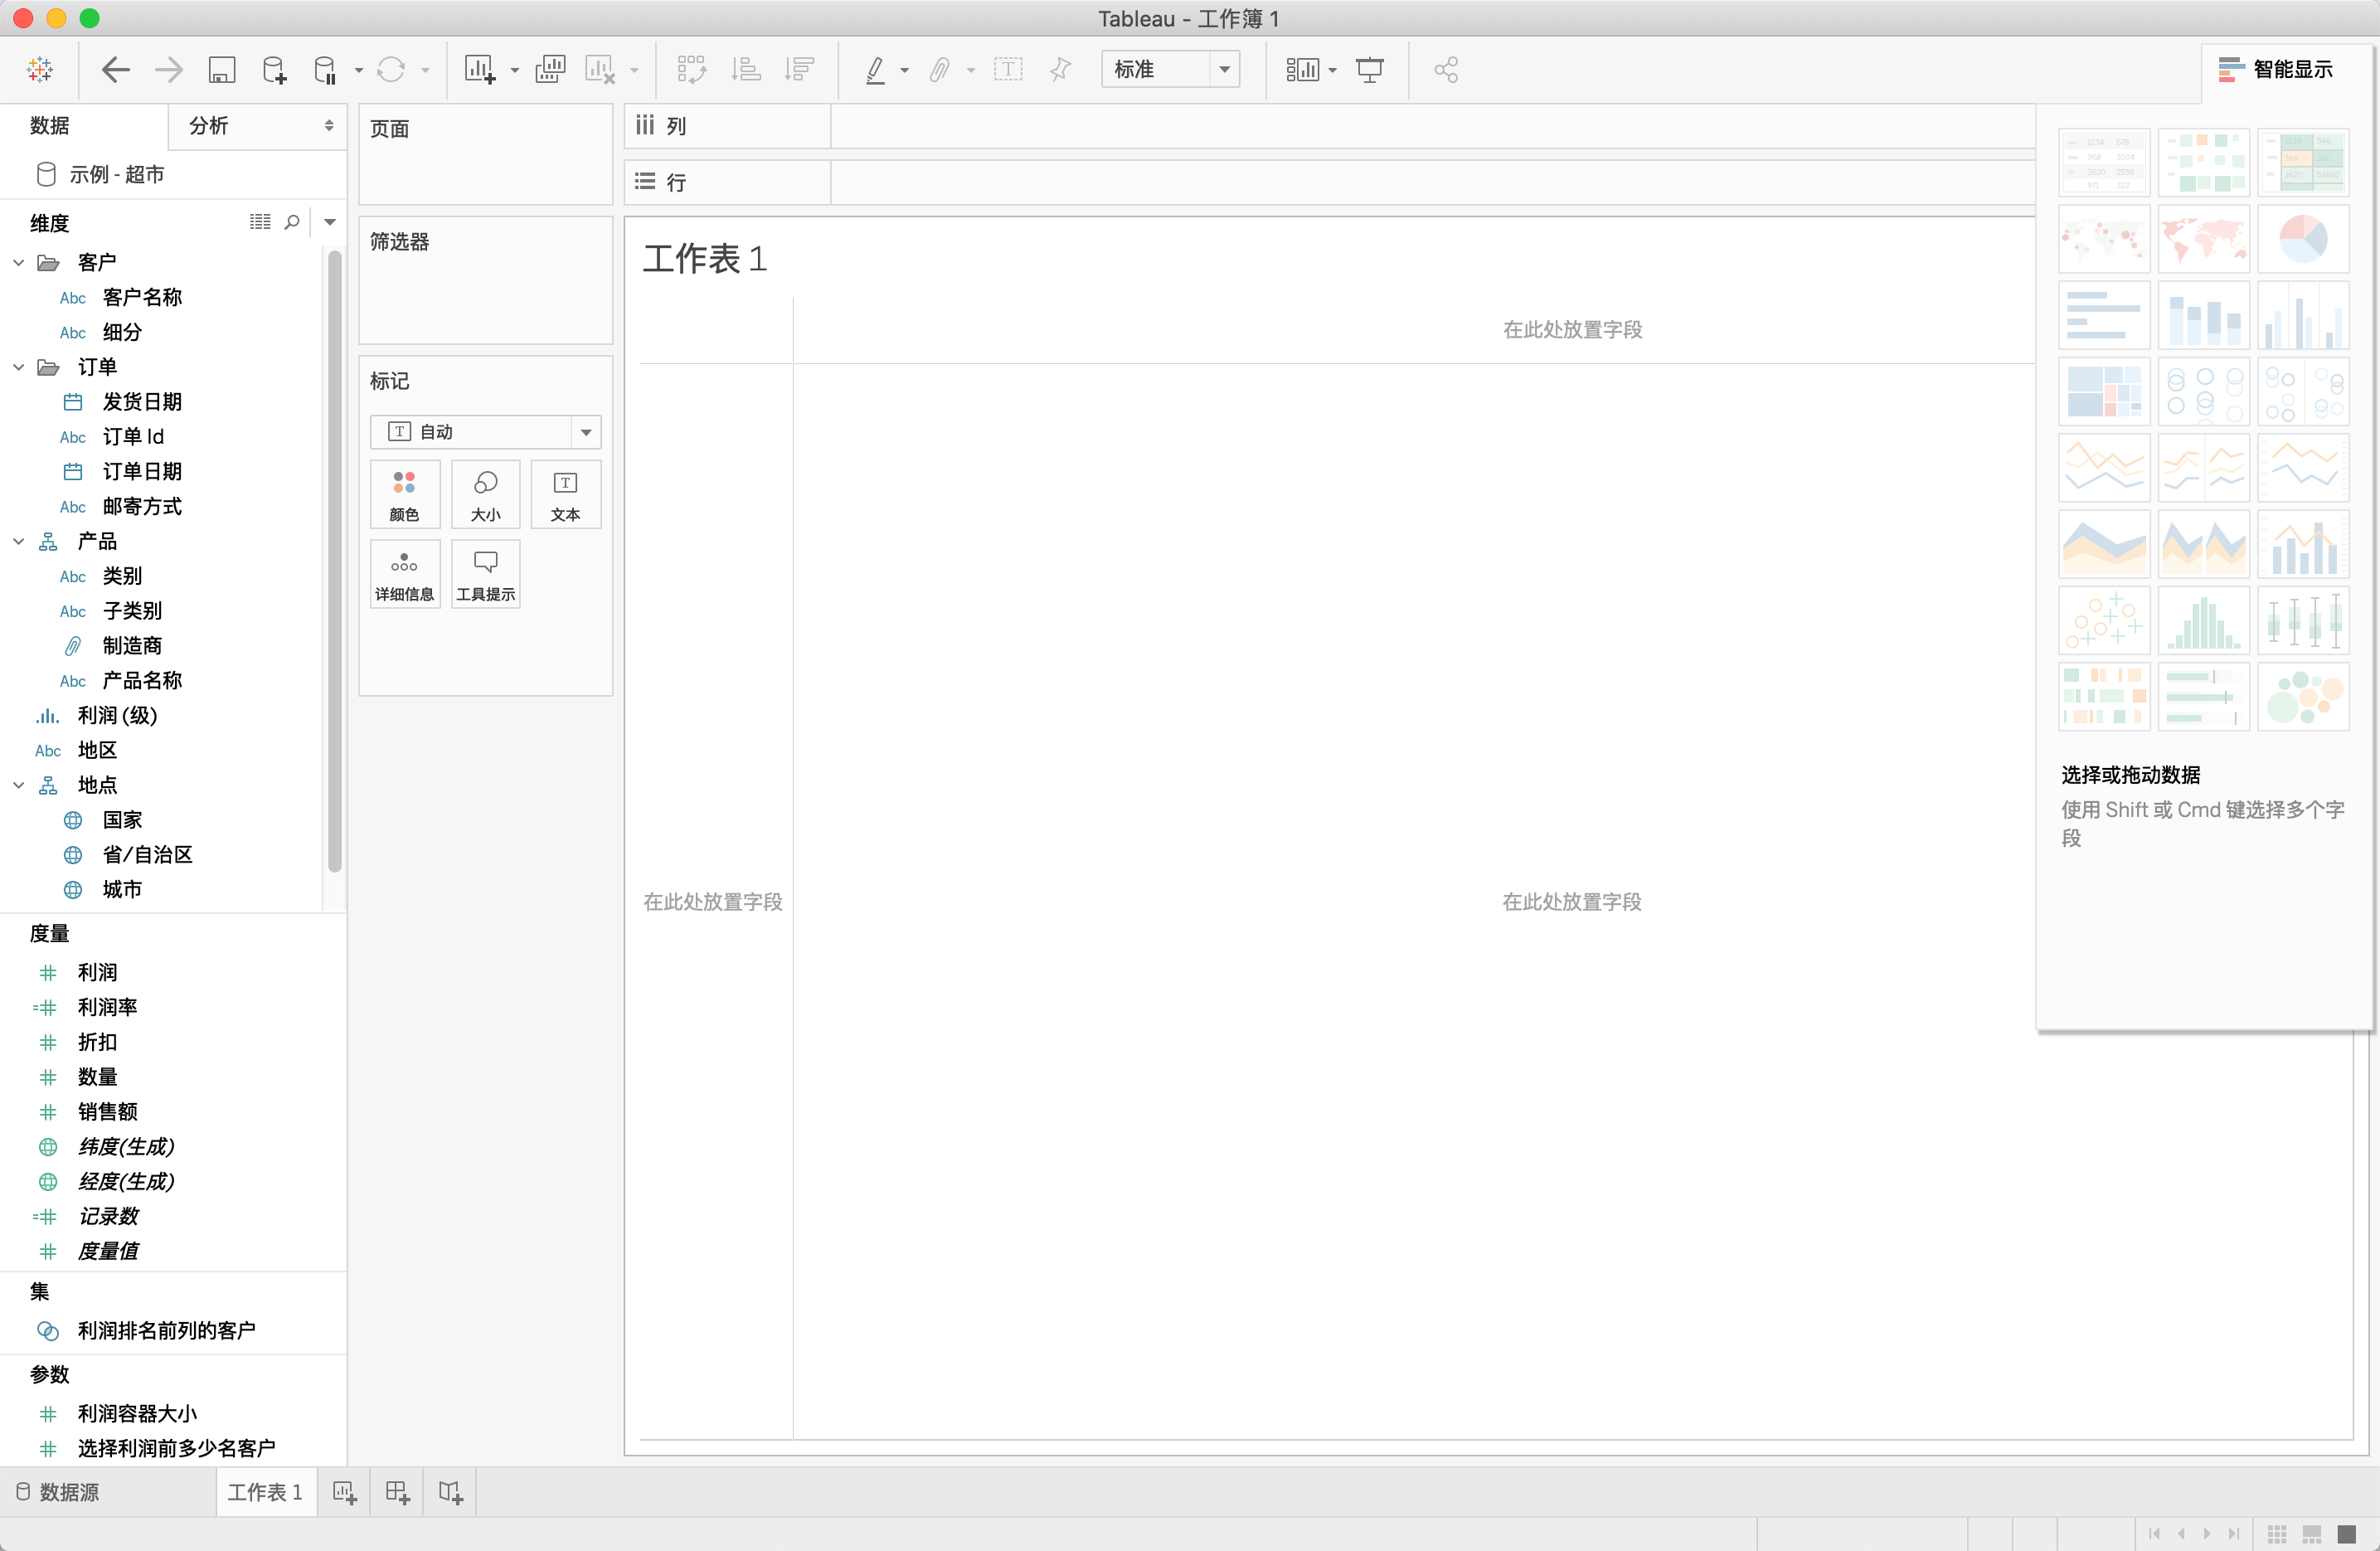 Tableau - 工作簿 1
标准
智能显示
数据
分析
示例 - 超市
维度
客户
Abc 客户名称
Abc 细分
订单
发货日期
Abc 订单 Id
订单日期
Abc 邮寄方式
产品
Abc 类别
Abc 子类别
制造商
Abc 产品名称
利润 (级)
Abc 地区
地点
国家
省/自治区
城市
度量
利润
利润率
折扣
数量
销售额
纬度(生成)
经度(生成)
记录数
度量值
集
利润排名前列的客户
参数
利润容器大小
选择利润前多少名客户
页面
筛选器
标记
T 自动
颜色
大小
T
文本
详细信息
工具提示
列
行
工作表 1
在此处放置字段
在此处放置字段
在此处放置字段
选择或拖动数据
使用 Shift 或 Cmd 键选择多个字
段
数据源
工作表 1